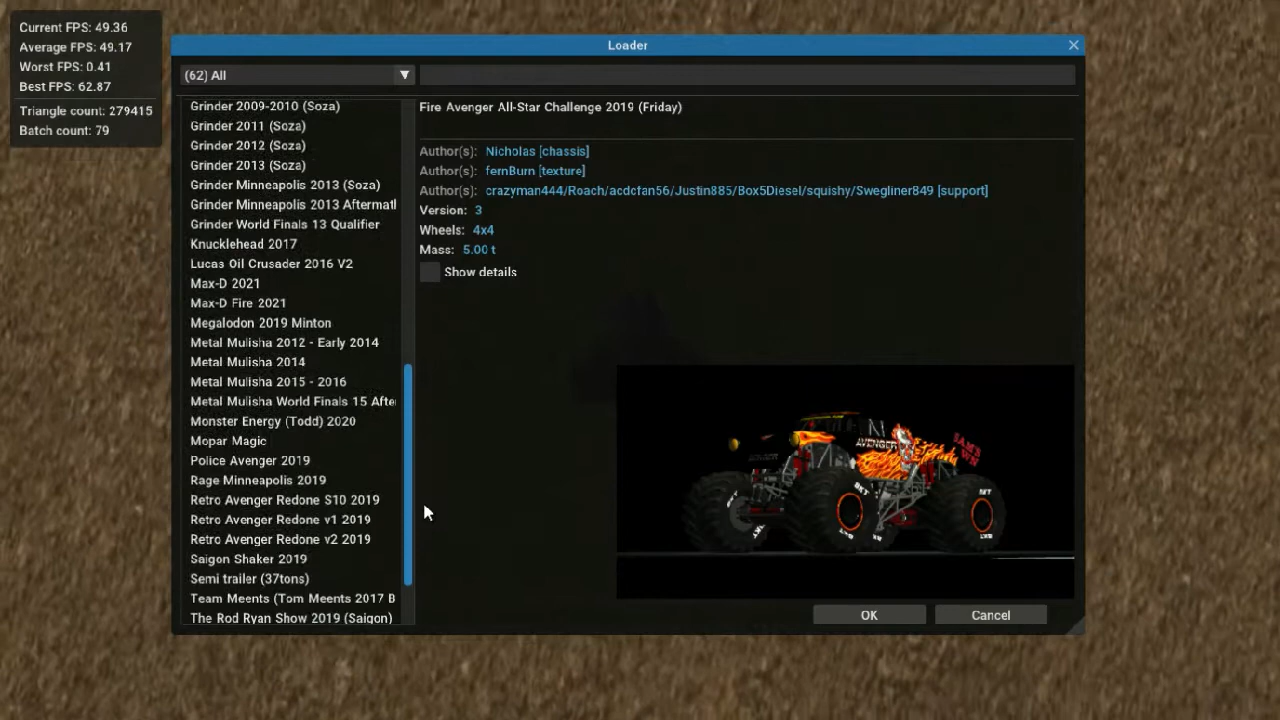 Current FPS: 49.36
Average FPS: 49.17
Worst FPS: 0.41
Best FPS: 62.87
Triangle count: 279415
Batch count: 79
Loader
(62) All
Grinder 2009-2010 (Soza)
Grinder 2011 (Soza)
Grinder 2012 (Soza)
Grinder 2013 (Soza)
Grinder Minneapolis 2013 (Soza)
Grinder Minneapolis 2013 Aftermatl
Grinder World Finals 13 Qualifier
Knucklehead 2017
Lucas Oil Crusader 2016 V2
Max-D 2021
Max-D Fire 2021
Megalodon 2019 Minton
Metal Mulisha 2012 - Early 2014
Metal Mulisha 2014
Metal Mulisha 2015 - 2016
Metal Mulisha World Finals 15 Afte
Monster Energy (Todd) 2020
Mopar Magic
Police Avenger 2019
Rage Minneapolis 2019
Retro Avenger Redone S10 2019
Retro Avenger Redone v1 2019
Retro Avenger Redone v2 2019
Saigon Shaker 2019
Semi trailer (37tons)
Team Meents (Tom Meents 2017 B
The Rod Ryan Show 2019 (Saigon)
Fire Avenger All-Star Challenge 2019 (Friday)
Author(s): Nicholas [chassis]
Author(s): fernBurn [texture]
Author(s): crazyman444/Roach/acdcfan56/Justin885/Box5Diesel/squishy/Swegliner849 [support]
Version: 3
Wheels: 4x4
Mass: 5.00 t
Show details
AVENGER
SAM'S
BKT
BKT
OK
Cancel